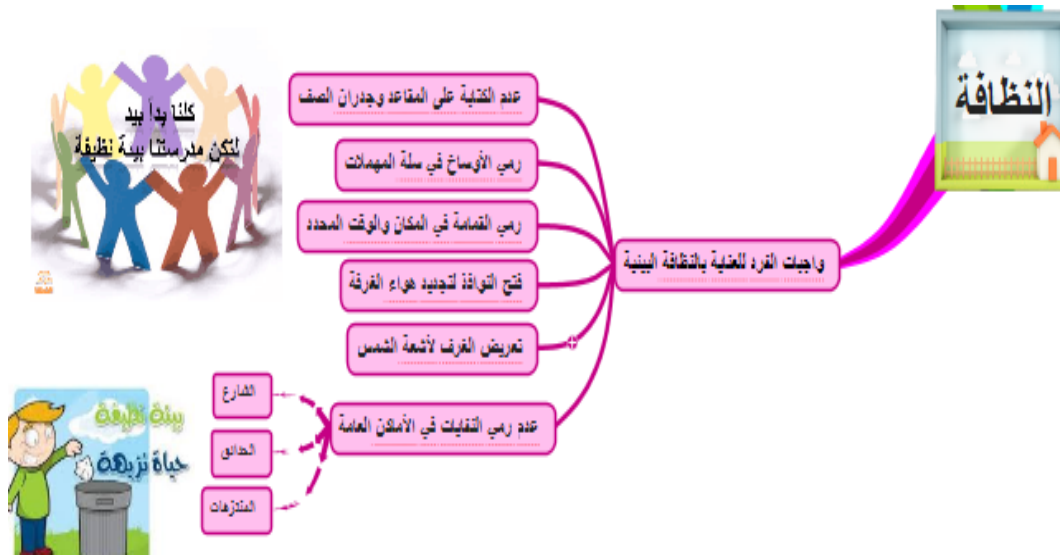 النظافة
واجبات الفرد للعناية بالنظافة البيئية
عدم الكتابة على المقاعد وجدران الصف
رمي الأوساخ في سلة المهملات
رمي القمامة في المكان والوقت المحدد
فتح النوافذ لتجديد هواء الغرفة
تعريض الغرف لأشعة الشمس
عدم رمي النفايات في الأماكن العامة
الشارع
الحدائق
المنتزهات
كلنا يداً بيد
لتكن مدرستنا بيئة نظيفة
بيئة نظيفة
حياة نزيهة